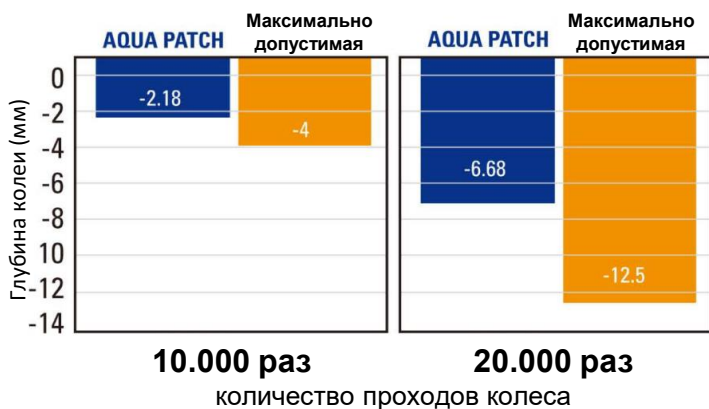 AQUA PATCH
Максимально
допустимая
AQUA PATCH
Максимально
допустимая
Глубина колеи (мм)
0
-2
-4
-6
-8
10
-12
-14
-2.18
-4
-6.68
-12.5
10.000 раз
20.000 раз
количество проходов колеса